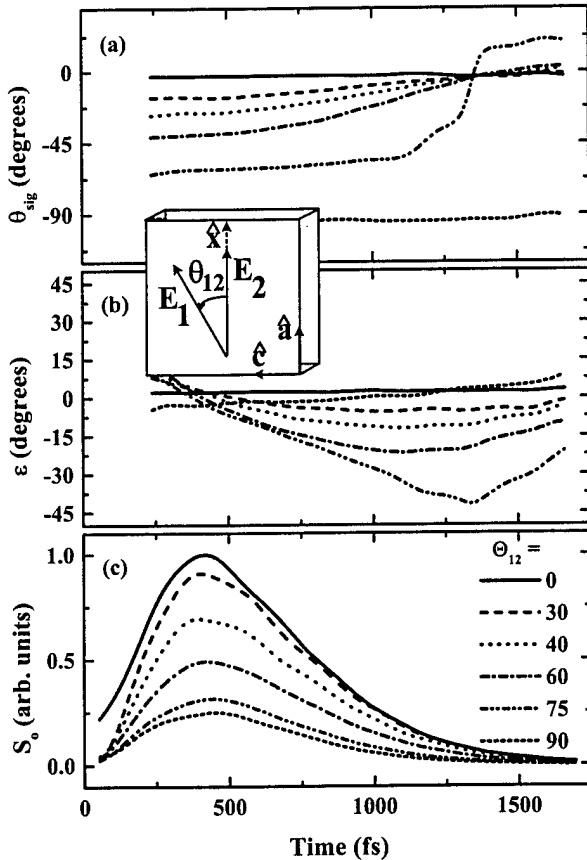 (a)
θsig (degrees)
0
-45
-90
x̂
θ12
E1
E2
â
ĉ
(b)
ε (degrees)
45
30
15
0
-15
-30
-45
(c)
So (arb. units)
1.0
0.5
0.0
Θ12 =
0
30
40
60
75
90
0
500
1000
1500
Time (fs)